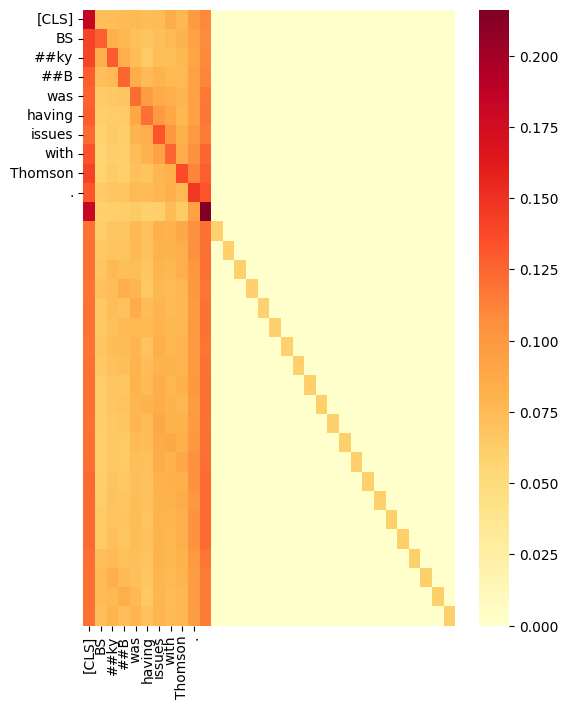 [CLS]
BS
##ky
##B
was
having
issues
with
Thomson
.
[CLS]
BS
##ky
##B
was
having
issues
with
Thomson
.
0.200
0.175
0.150
0.125
0.100
0.075
0.050
0.025
0.000